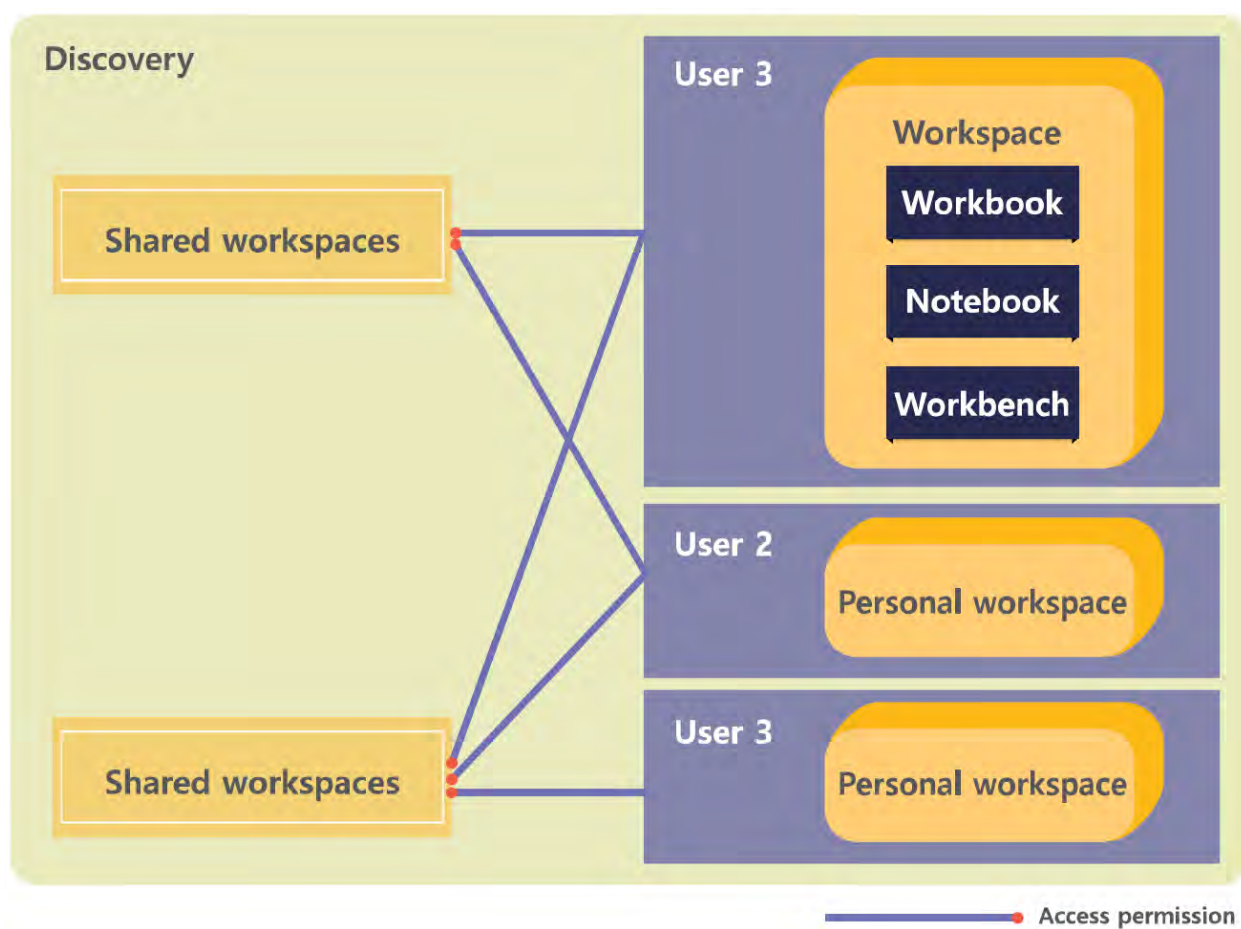 Discovery
Shared workspaces
Shared workspaces
User 3
Workspace
Workbook
Notebook
Workbench
User 2
Personal workspace
User 3
Personal workspace
Access permission